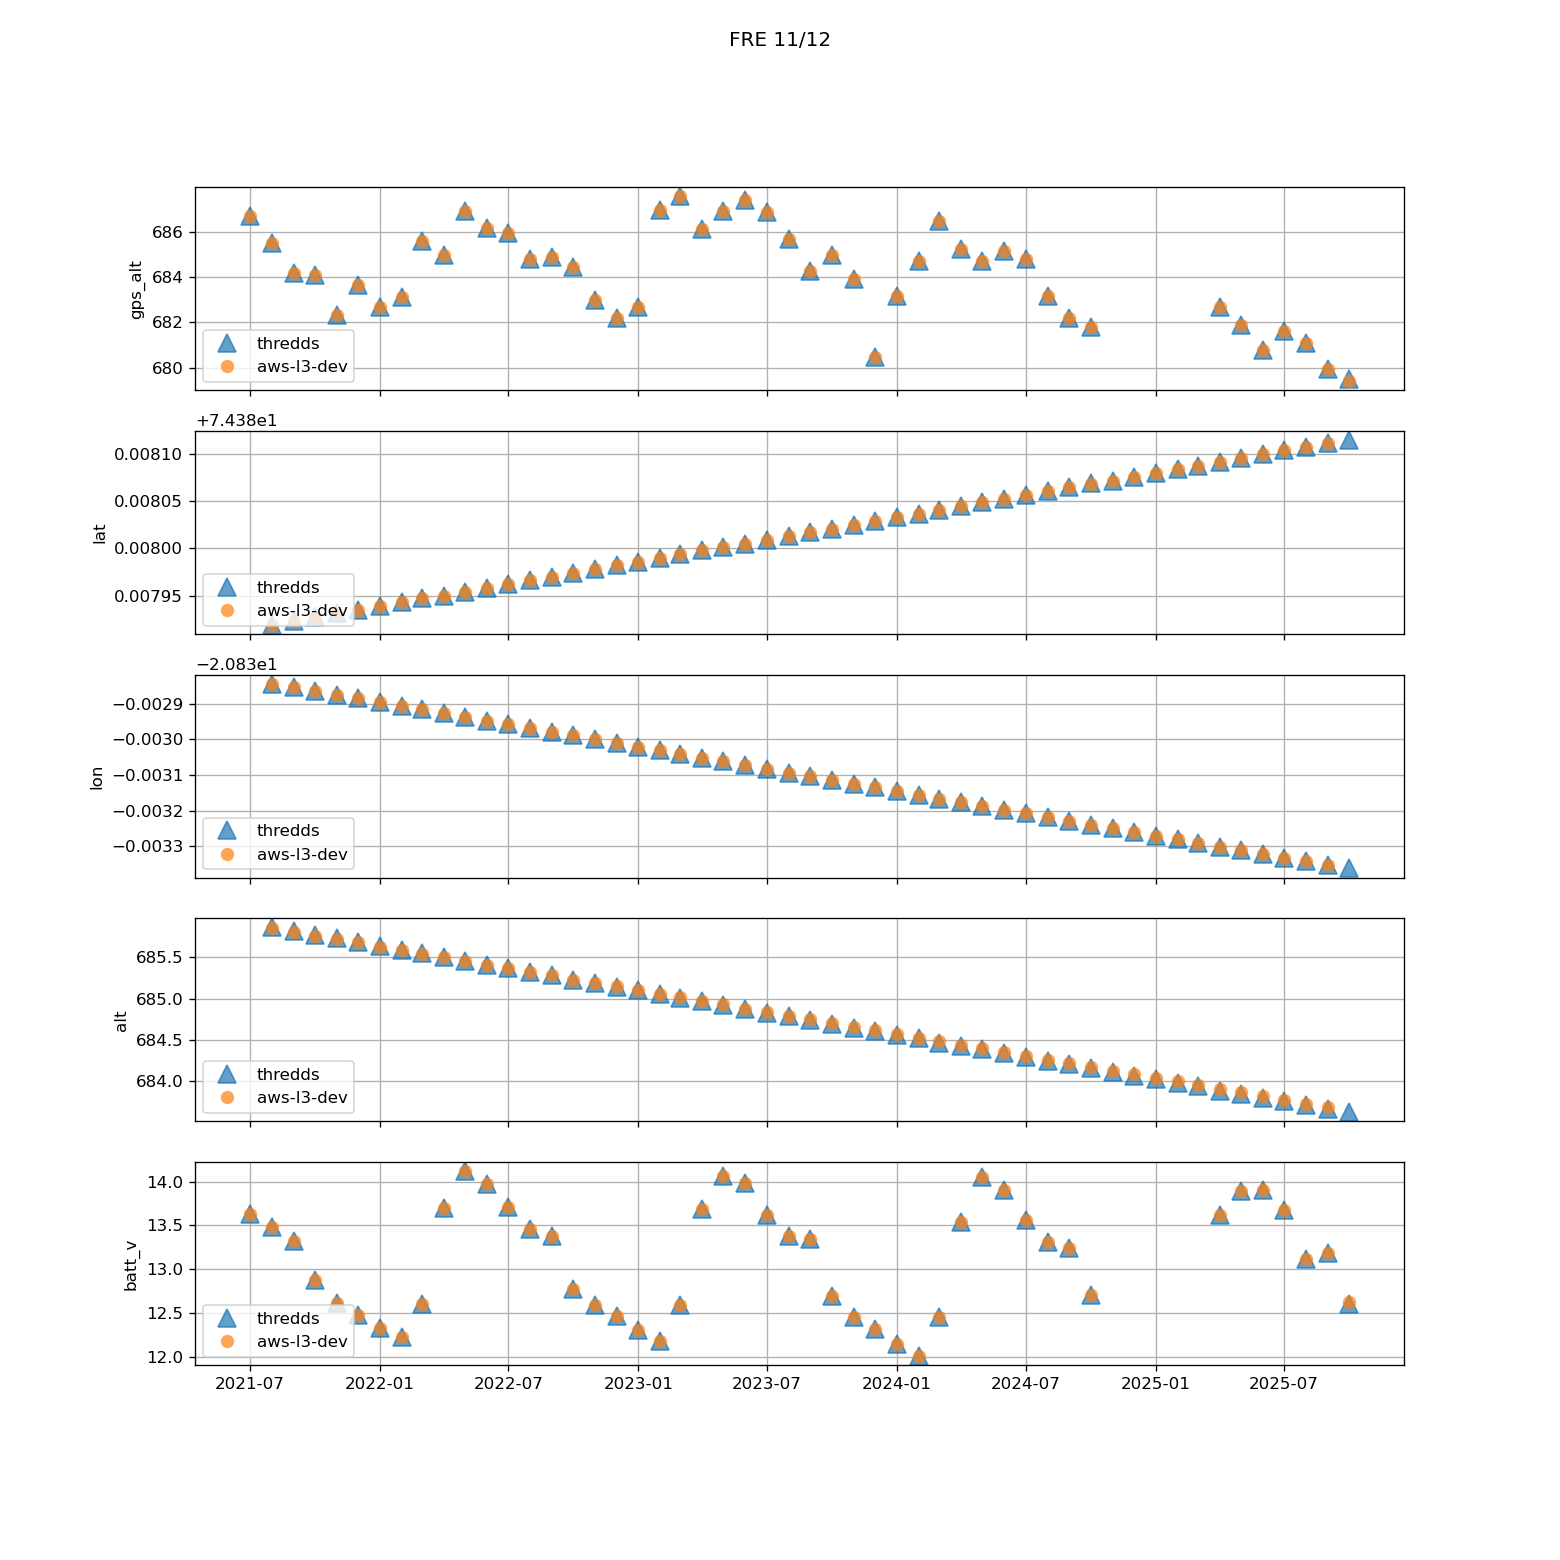 FRE 11/12
gps_alt
686
684
682
680
thredds
aws-l3-dev
+7.438e1
lat
0.00810
0.00805
0.00800
0.00795
thredds
aws-l3-dev
−2.083e1
lon
−0.0029
−0.0030
−0.0031
−0.0032
−0.0033
thredds
aws-l3-dev
alt
685.5
685.0
684.5
684.0
thredds
aws-l3-dev
batt_v
14.0
13.5
13.0
12.5
12.0
thredds
aws-l3-dev
2021-07 2022-01 2022-07 2023-01 2023-07 2024-01 2024-07 2025-01 2025-07